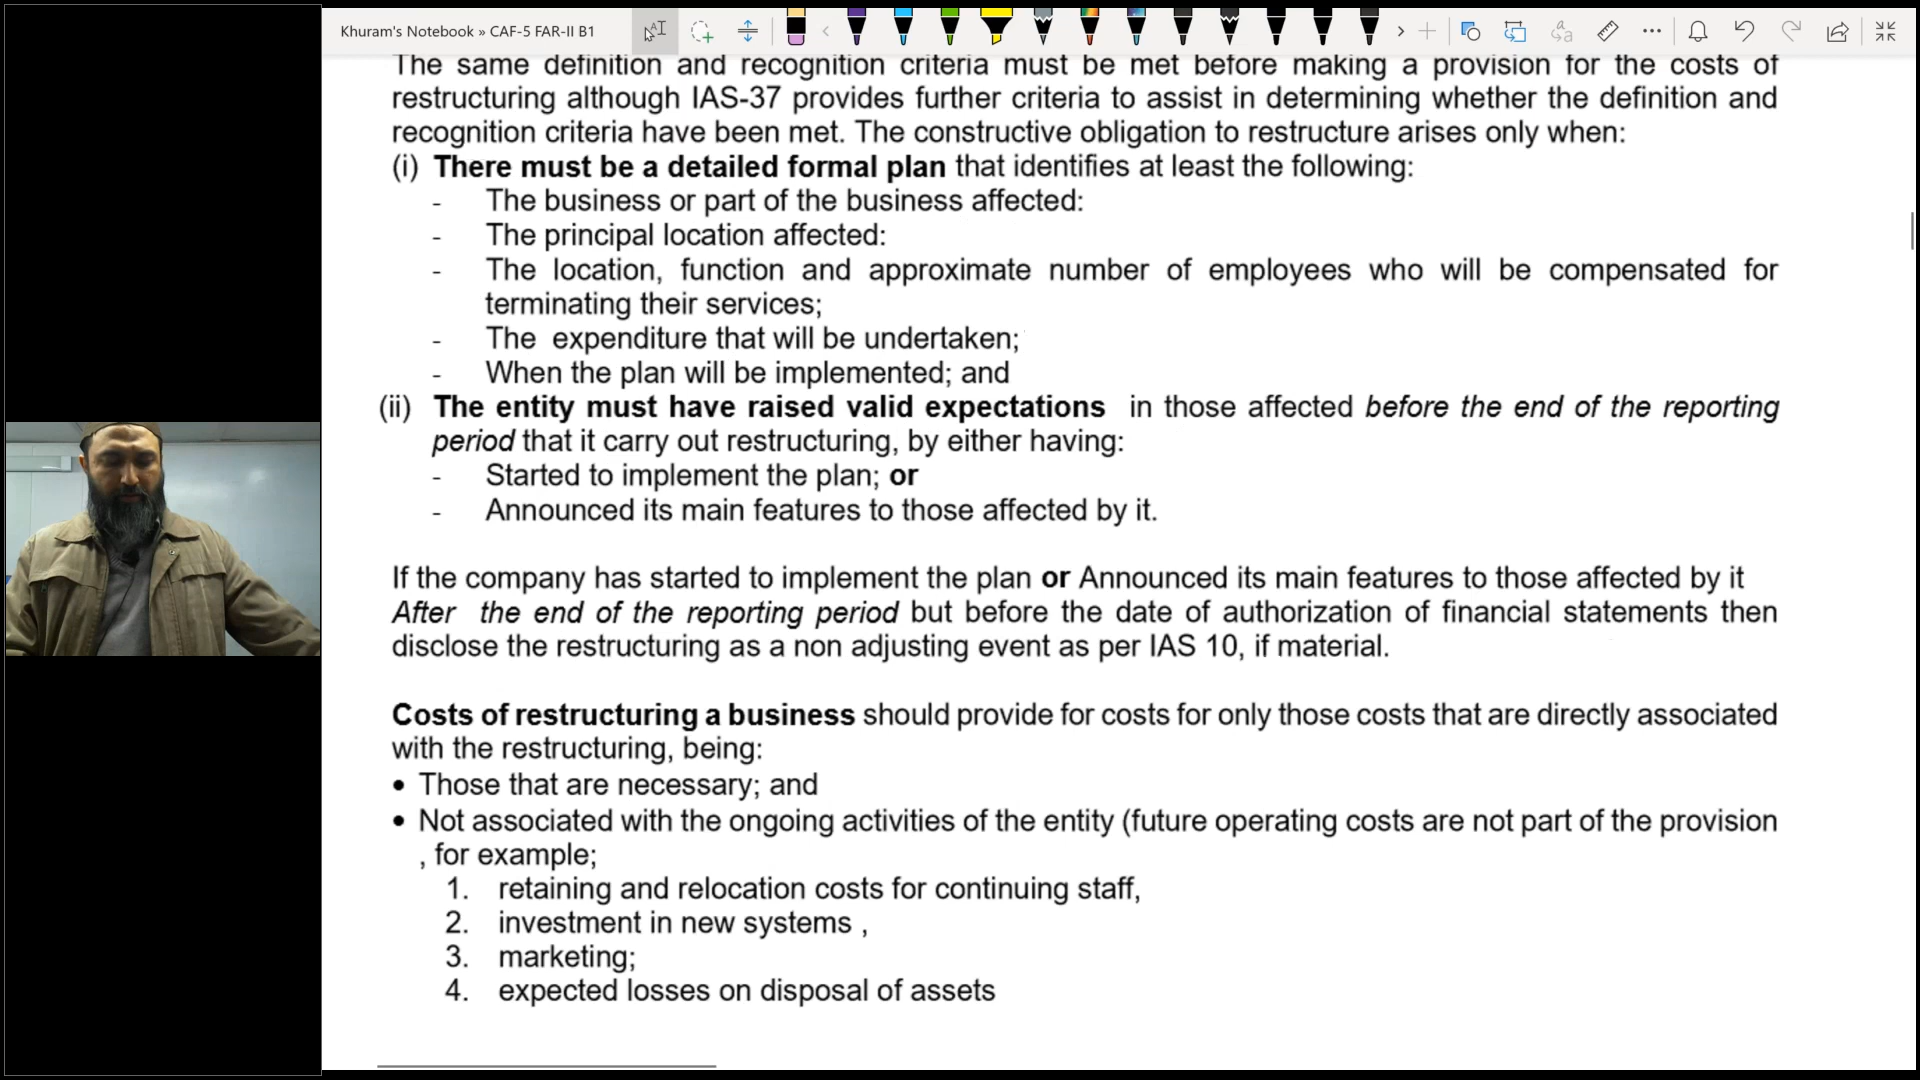 Khuram's Notebook » CAF-5 FAR-II B1
The same definition and recognition criteria must be met before making a provision for the costs of
restructuring although IAS-37 provides further criteria to assist in determining whether the definition and
recognition criteria have been met. The constructive obligation to restructure arises only when:
(i) There must be a detailed formal plan that identifies at least the following:
- The business or part of the business affected:
- The principal location affected:
- The location, function and approximate number of employees who will be compensated for
terminating their services;
- The expenditure that will be undertaken;
- When the plan will be implemented; and
(ii) The entity must have raised valid expectations in those affected before the end of the reporting
period that it carry out restructuring, by either having:
- Started to implement the plan; or
- Announced its main features to those affected by it.
If the company has started to implement the plan or Announced its main features to those affected by it
After the end of the reporting period but before the date of authorization of financial statements then
disclose the restructuring as a non adjusting event as per IAS 10, if material.
Costs of restructuring a business should provide for costs for only those costs that are directly associated
with the restructuring, being:
• Those that are necessary; and
• Not associated with the ongoing activities of the entity (future operating costs are not part of the provision
, for example;
1. retaining and relocation costs for continuing staff,
2. investment in new systems ,
3. marketing;
4. expected losses on disposal of assets